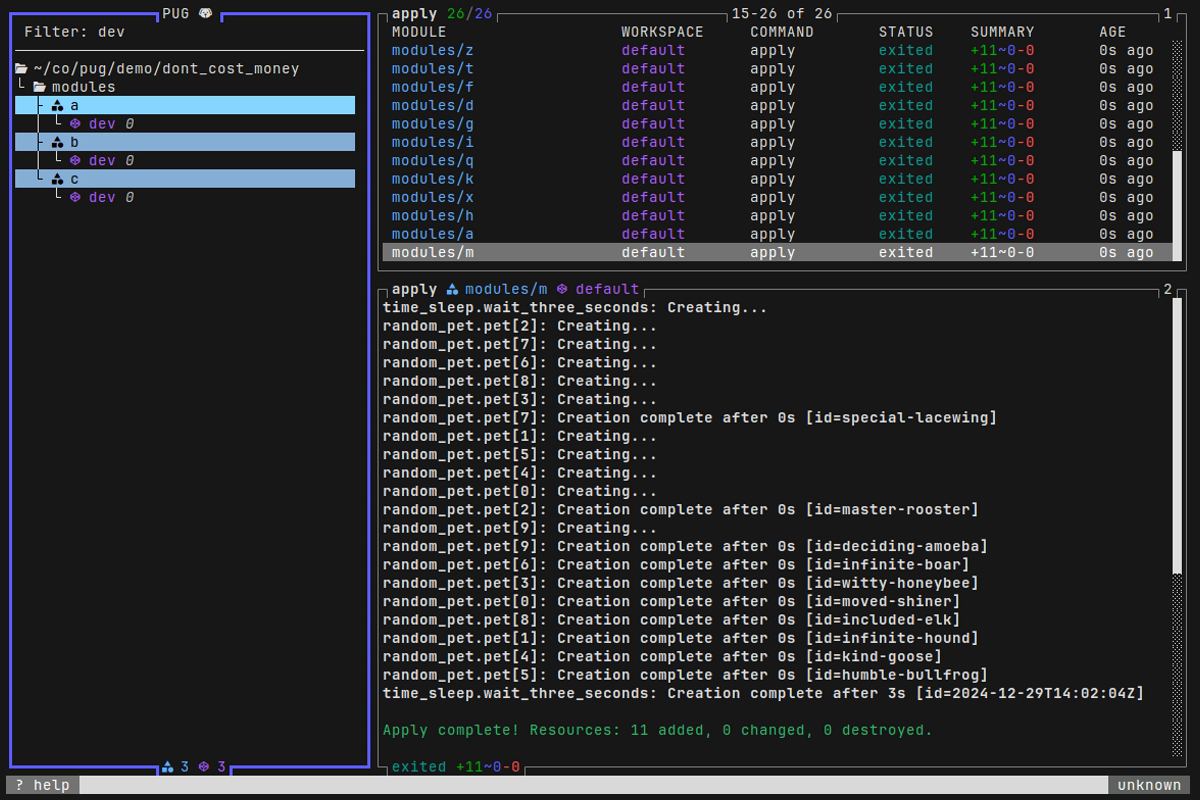 PUG
Filter: dev
~/co/pug/demo/dont_cost_money
modules
a
dev 0
b
dev 0
c
dev 0
3 3
apply 26/26 15-26 of 26 1
MODULE WORKSPACE COMMAND STATUS SUMMARY AGE
modules/z default apply exited +11~0-0 0s ago
modules/t default apply exited +11~0-0 0s ago
modules/f default apply exited +11~0-0 0s ago
modules/d default apply exited +11~0-0 0s ago
modules/g default apply exited +11~0-0 0s ago
modules/i default apply exited +11~0-0 0s ago
modules/q default apply exited +11~0-0 0s ago
modules/k default apply exited +11~0-0 0s ago
modules/x default apply exited +11~0-0 0s ago
modules/h default apply exited +11~0-0 0s ago
modules/a default apply exited +11~0-0 0s ago
modules/m default apply exited +11~0-0 0s ago
apply modules/m default 2
time_sleep.wait_three_seconds: Creating...
random_pet.pet[2]: Creating...
random_pet.pet[7]: Creating...
random_pet.pet[6]: Creating...
random_pet.pet[8]: Creating...
random_pet.pet[3]: Creating...
random_pet.pet[7]: Creation complete after 0s [id=special-lacewing]
random_pet.pet[1]: Creating...
random_pet.pet[5]: Creating...
random_pet.pet[4]: Creating...
random_pet.pet[0]: Creating...
random_pet.pet[2]: Creation complete after 0s [id=master-rooster]
random_pet.pet[9]: Creating...
random_pet.pet[9]: Creation complete after 0s [id=deciding-amoeba]
random_pet.pet[6]: Creation complete after 0s [id=infinite-boar]
random_pet.pet[3]: Creation complete after 0s [id=witty-honeybee]
random_pet.pet[0]: Creation complete after 0s [id=moved-shiner]
random_pet.pet[8]: Creation complete after 0s [id=included-elk]
random_pet.pet[1]: Creation complete after 0s [id=infinite-hound]
random_pet.pet[4]: Creation complete after 0s [id=kind-goose]
random_pet.pet[5]: Creation complete after 0s [id=humble-bullfrog]
time_sleep.wait_three_seconds: Creation complete after 3s [id=2024-12-29T14:02:04Z]
Apply complete! Resources: 11 added, 0 changed, 0 destroyed.
exited +11~0-0
? help unknown